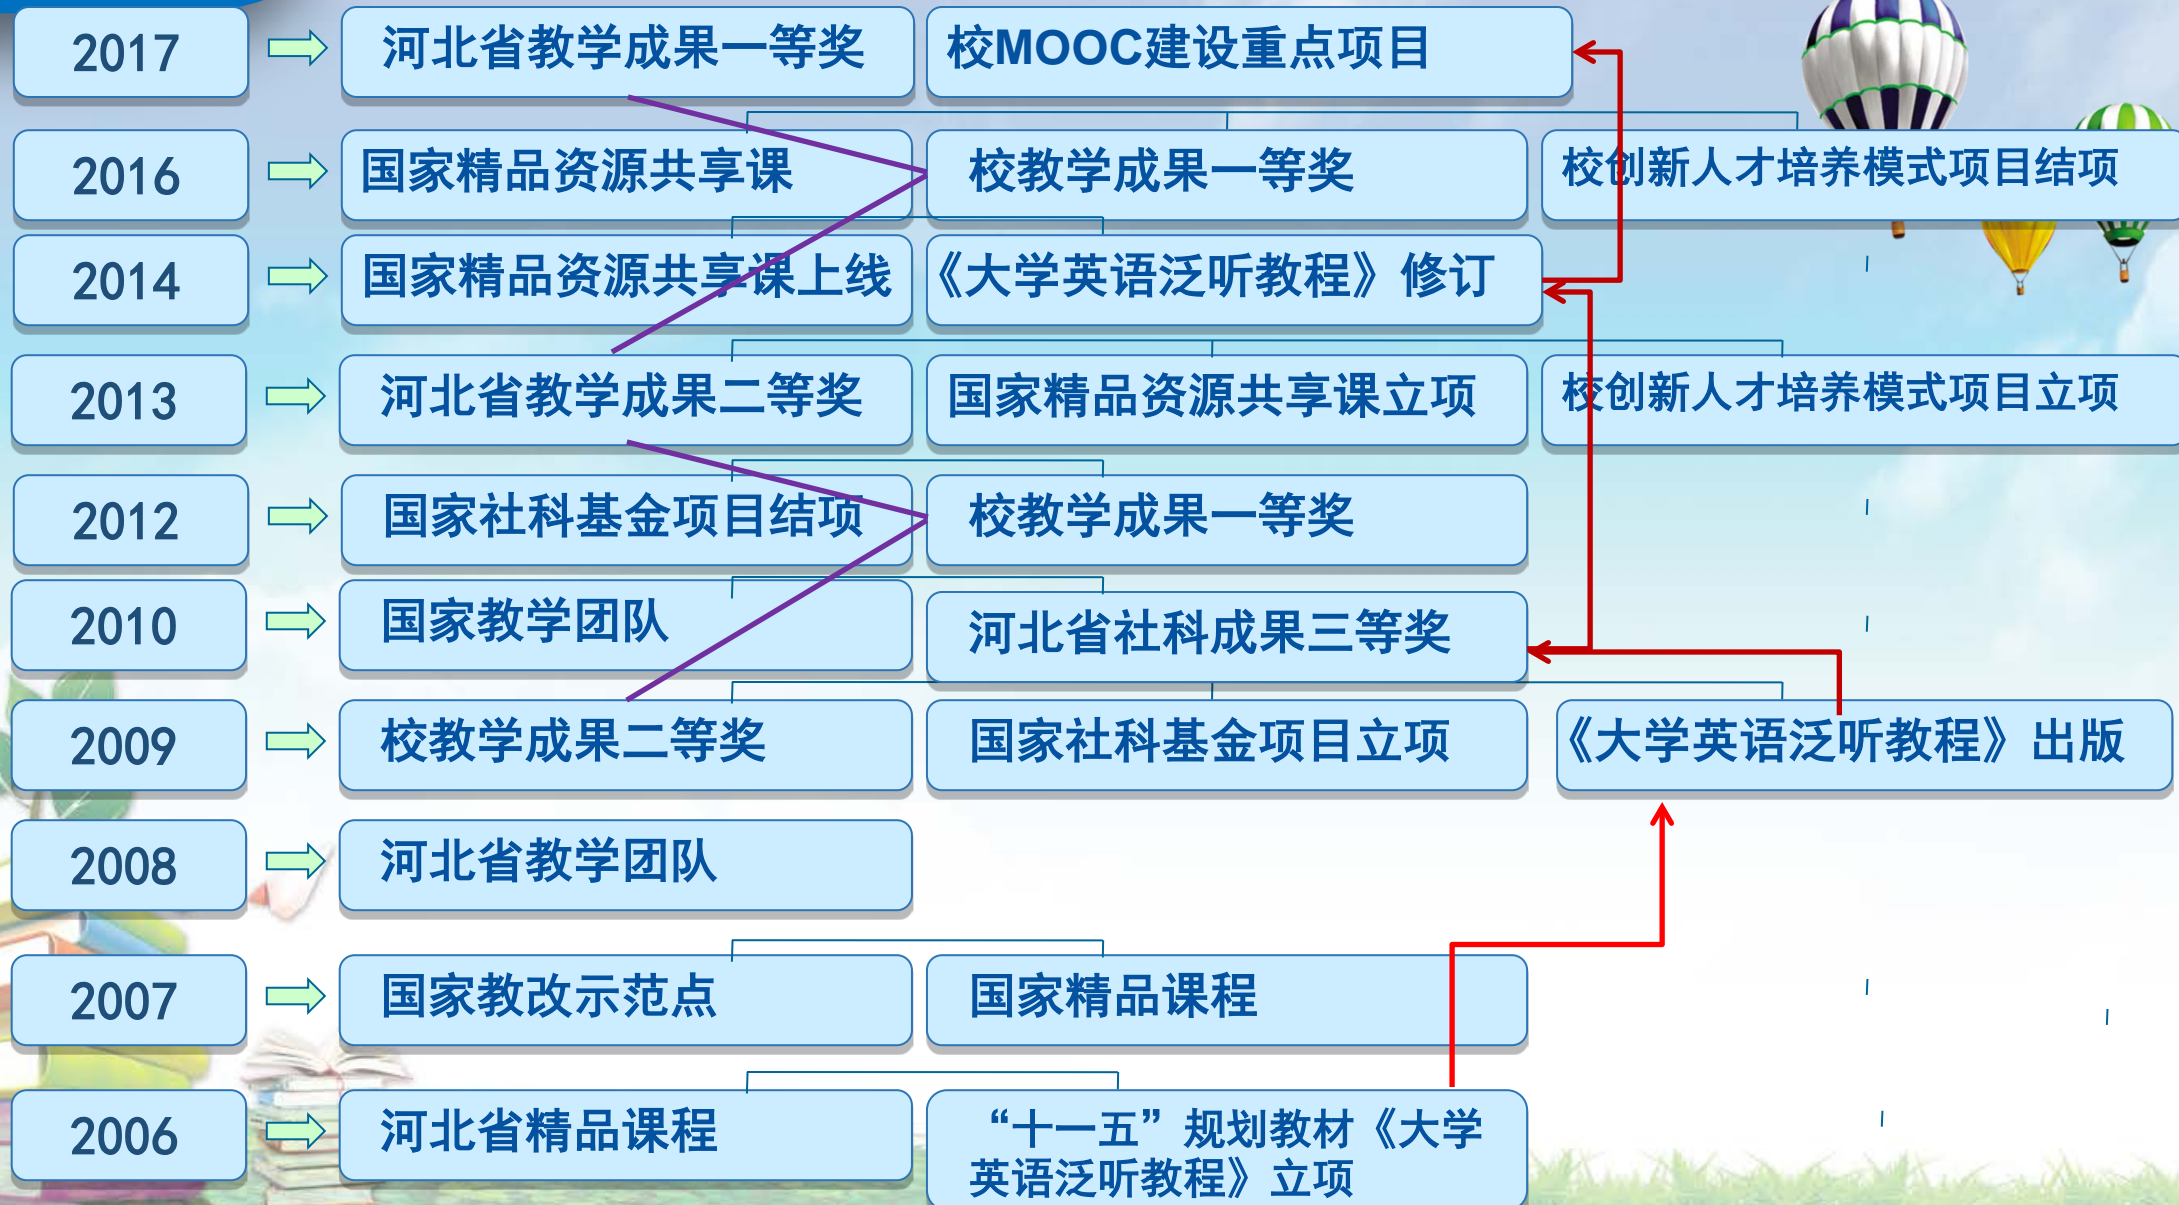 2017
河北省教学成果一等奖
校MOOC建设重点项目
2016
国家精品资源共享课
校教学成果一等奖
校创新人才培养模式项目结项
2014
国家精品资源共享课上线
《大学英语泛听教程》修订
2013
河北省教学成果二等奖
国家精品资源共享课立项
校创新人才培养模式项目立项
2012
国家社科基金项目结项
校教学成果一等奖
2010
国家教学团队
河北省社科成果三等奖
2009
校教学成果二等奖
国家社科基金项目立项
《大学英语泛听教程》出版
2008
河北省教学团队
2007
国家教改示范点
国家精品课程
2006
河北省精品课程
“十一五”规划教材《大学
英语泛听教程》立项